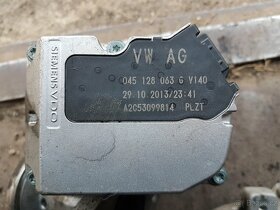 VW AG
045 128 063 G V140
29.10.2013/23:41
A2C53099814 PLZT
SIEMENS VDO